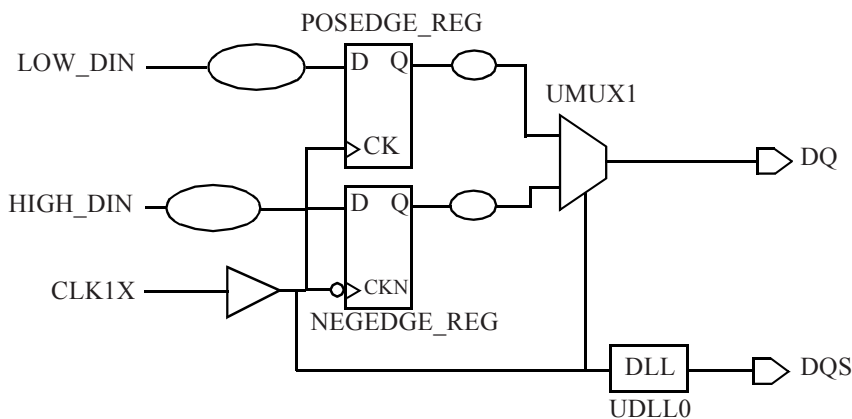 POSEDGE_REG
LOW_DIN
D Q
CK
UMUX1
DQ
HIGH_DIN
D Q
CKN
CLK1X
NEGEDGE_REG
DLL
DQS
UDLL0